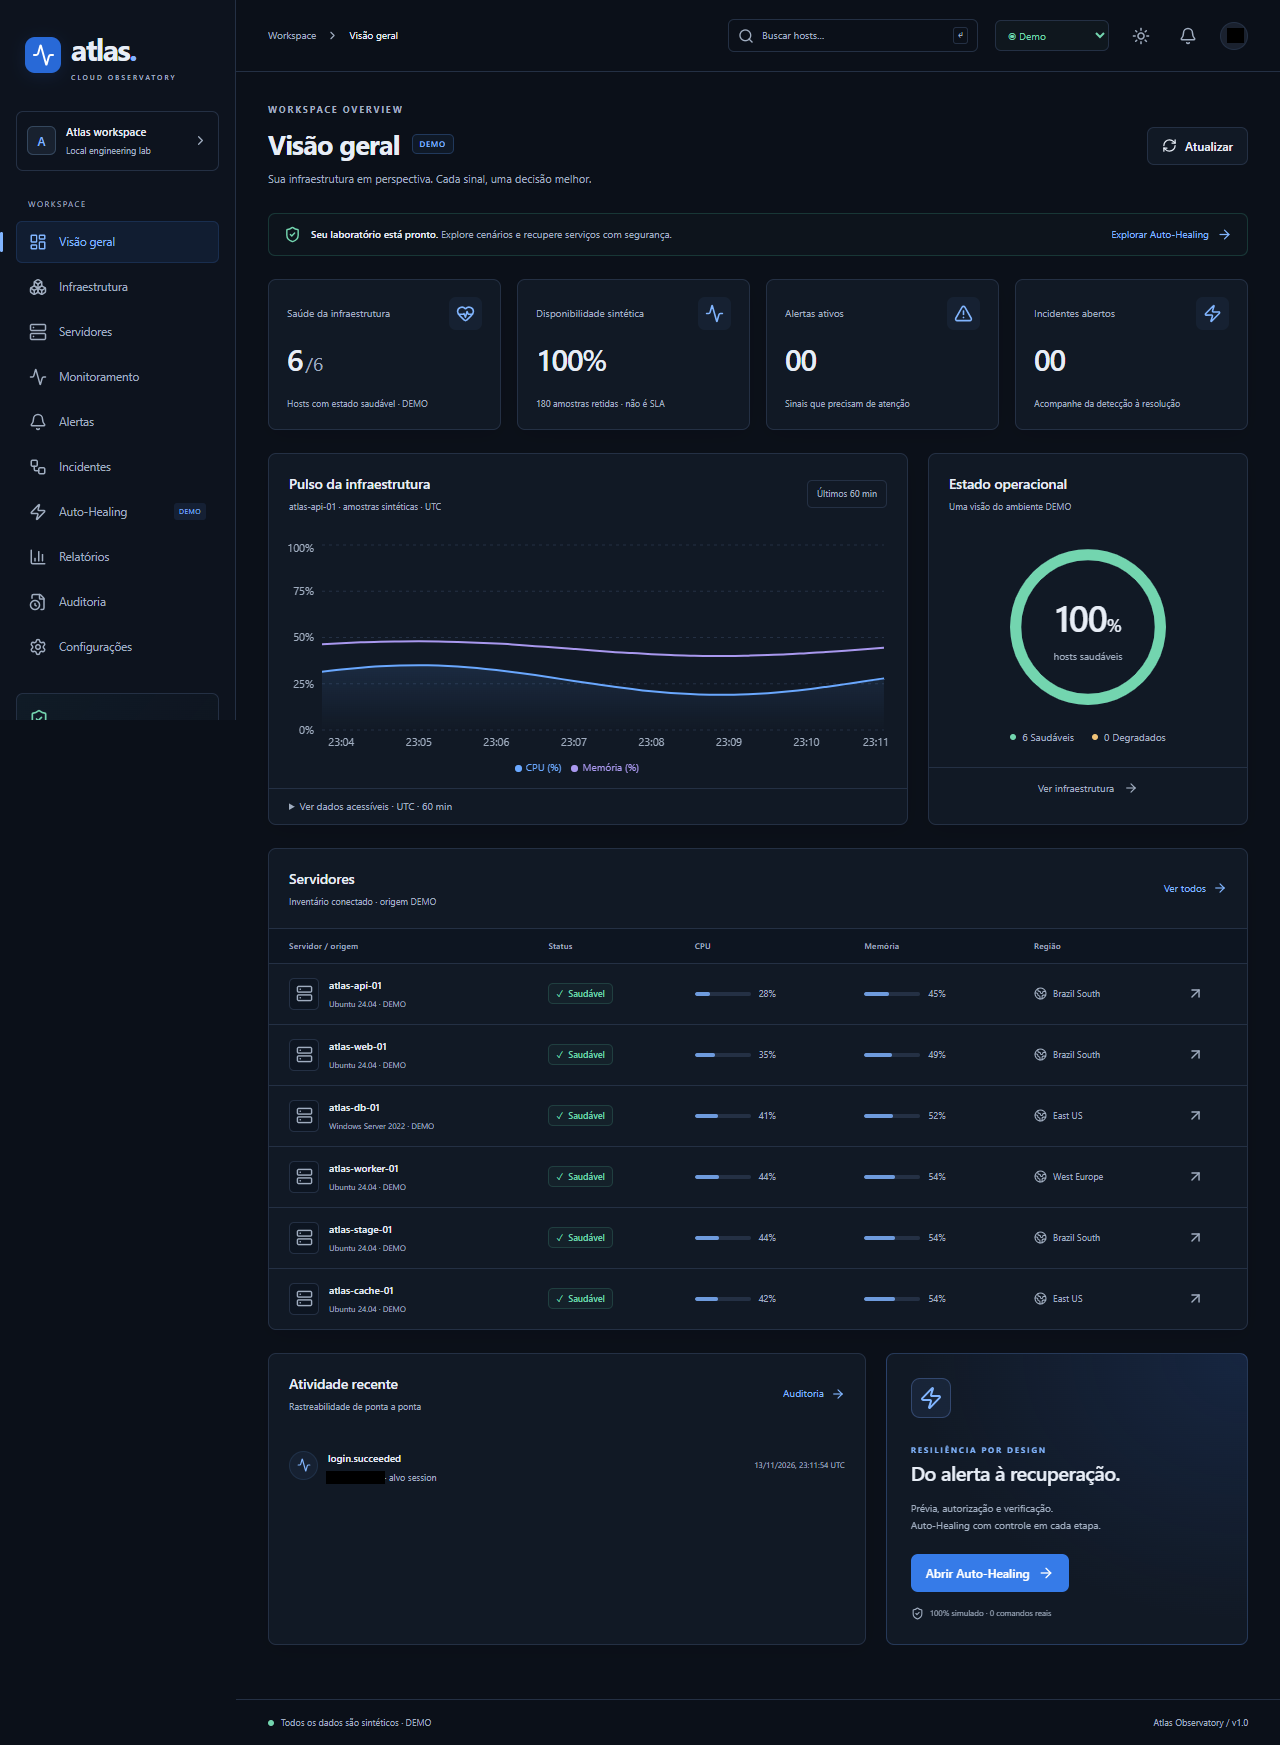 atlas.
CLOUD OBSERVATORY
A
Atlas workspace
Local engineering lab
WORKSPACE
Visão geral
Infraestrutura
Servidores
Monitoramento
Alertas
Incidentes
Auto-Healing DEMO
Relatórios
Auditoria
Configurações
Workspace Visão geral
Buscar hosts...
Demo
WORKSPACE OVERVIEW
Visão geral DEMO
Sua infraestrutura em perspectiva. Cada sinal, uma decisão melhor.
Atualizar
Seu laboratório está pronto. Explore cenários e recupere serviços com segurança.
Explorar Auto-Healing
Saúde da infraestrutura
6/6
Hosts com estado saudável · DEMO
Disponibilidade sintética
100%
180 amostras retidas · não é SLA
Alertas ativos
00
Sinais que precisam de atenção
Incidentes abertos
00
Acompanhe da detecção à resolução
Pulso da infraestrutura
atlas-api-01 · amostras sintéticas · UTC
Últimos 60 min
100%
75%
50%
25%
0%
23:04 23:05 23:06 23:07 23:08 23:09 23:10 23:11
CPU (%) Memória (%)
Ver dados acessíveis · UTC · 60 min
Estado operacional
Uma visão do ambiente DEMO
100%
hosts saudáveis
6 Saudáveis 0 Degradados
Ver infraestrutura
Servidores
Inventário conectado · origem DEMO
Ver todos
Servidor / origem Status CPU Memória Região
atlas-api-01
Ubuntu 24.04 · DEMO
✓ Saudável 28% 45% Brazil South
atlas-web-01
Ubuntu 24.04 · DEMO
✓ Saudável 35% 49% Brazil South
atlas-db-01
Windows Server 2022 · DEMO
✓ Saudável 41% 52% East US
atlas-worker-01
Ubuntu 24.04 · DEMO
✓ Saudável 44% 54% West Europe
atlas-stage-01
Ubuntu 24.04 · DEMO
✓ Saudável 44% 54% Brazil South
atlas-cache-01
Ubuntu 24.04 · DEMO
✓ Saudável 42% 54% East US
Atividade recente
Rastreabilidade de ponta a ponta
Auditoria
login.succeeded
· alvo session
13/11/2026, 23:11:54 UTC
RESILIÊNCIA POR DESIGN
Do alerta à recuperação.
Prévia, autorização e verificação.
Auto-Healing com controle em cada etapa.
Abrir Auto-Healing
100% simulado · 0 comandos reais
Todos os dados são sintéticos · DEMO
Atlas Observatory / v1.0